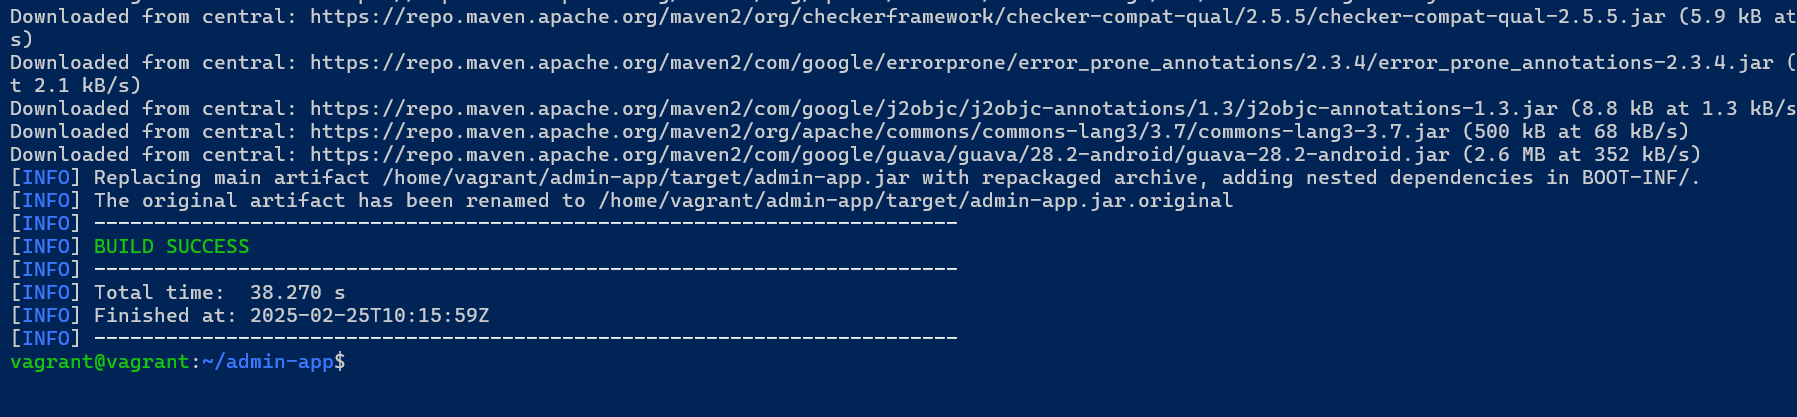 Downloaded from central: https://repo.maven.apache.org/maven2/org/checkerframework/checker-compat-qual/2.5.5/checker-compat-qual-2.5.5.jar (5.9 kB at
s)
Downloaded from central: https://repo.maven.apache.org/maven2/com/google/errorprone/error_prone_annotations/2.3.4/error_prone_annotations-2.3.4.jar (
t 2.1 kB/s)
Downloaded from central: https://repo.maven.apache.org/maven2/com/google/j2objc/j2objc-annotations/1.3/j2objc-annotations-1.3.jar (8.8 kB at 1.3 kB/s
Downloaded from central: https://repo.maven.apache.org/maven2/org/apache/commons/commons-lang3/3.7/commons-lang3-3.7.jar (500 kB at 68 kB/s)
Downloaded from central: https://repo.maven.apache.org/maven2/com/google/guava/guava/28.2-android/guava-28.2-android.jar (2.6 MB at 352 kB/s)
[INFO] Replacing main artifact /home/vagrant/admin-app/target/admin-app.jar with repackaged archive, adding nested dependencies in BOOT-INF/.
[INFO] The original artifact has been renamed to /home/vagrant/admin-app/target/admin-app.jar.original
[INFO] ------------------------------------------------------------------------
[INFO] BUILD SUCCESS
[INFO] ------------------------------------------------------------------------
[INFO] Total time:  38.270 s
[INFO] Finished at: 2025-02-25T10:15:59Z
[INFO] ------------------------------------------------------------------------
vagrant@vagrant:~/admin-app$